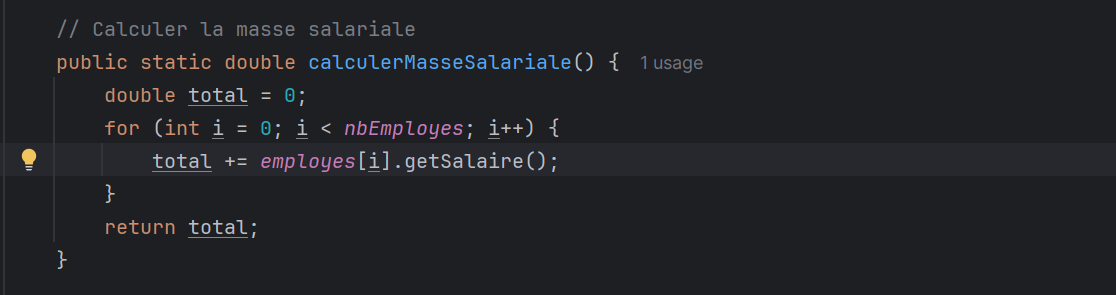 // Calculer la masse salariale
public static double calculerMasseSalariale() { 1 usage
double total = 0;
for (int i = 0; i < nbEmployes; i++) {
total += employes[i].getSalaire();
}
return total;
}